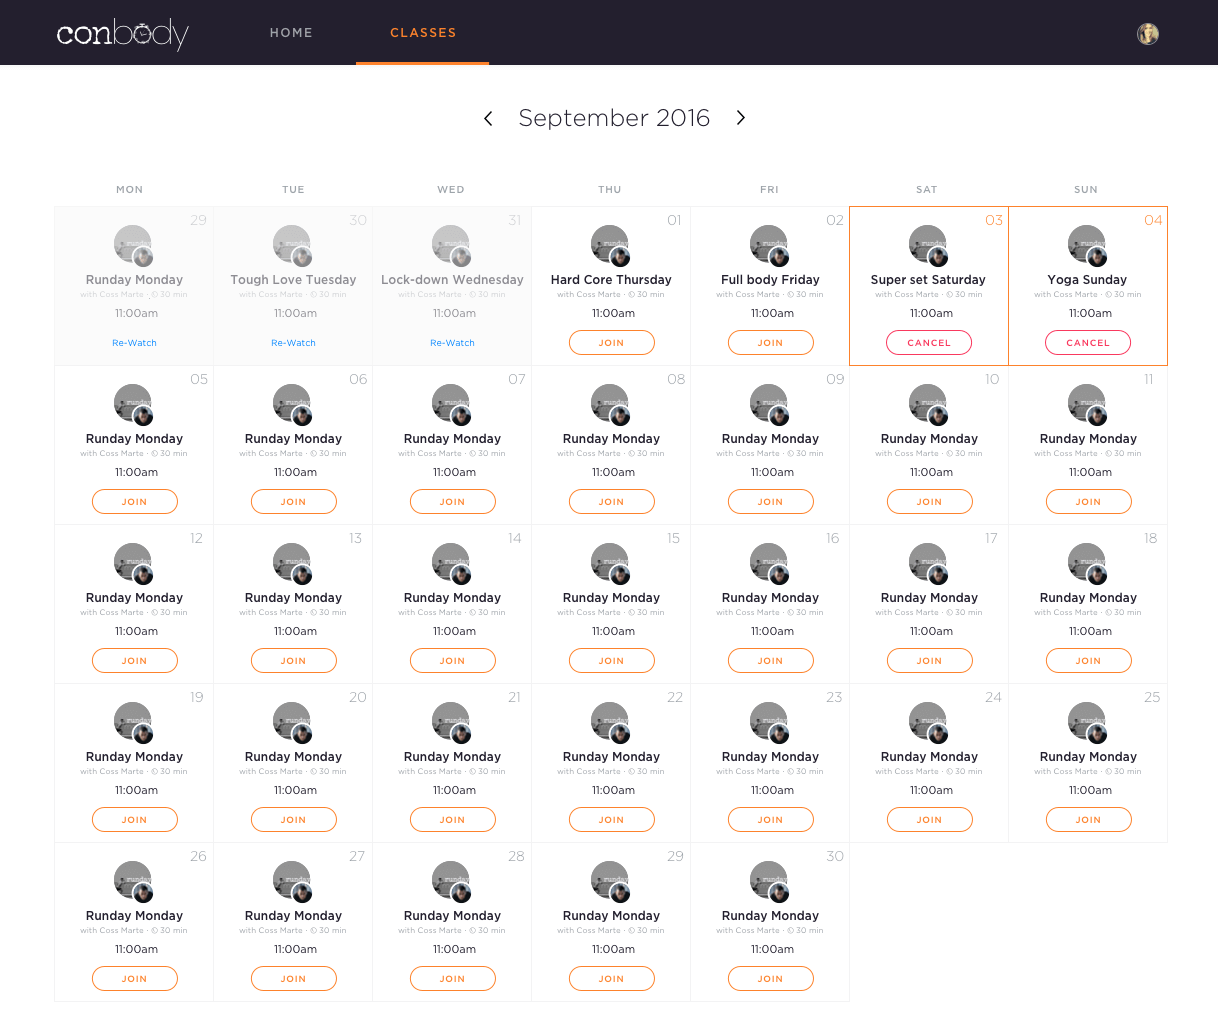 conbody HOME CLASSES
September 2016
MON TUE WED THU FRI SAT SUN
29 30 31 01 02 03 04
Runday Monday Tough Love Tuesday Lock-down Wednesday Hard Core Thursday Full body Friday Super set Saturday Yoga Sunday
with Coss Marte · 30 min with Coss Marte · 30 min with Coss Marte · 30 min with Coss Marte · 30 min with Coss Marte · 30 min with Coss Marte · 30 min with Coss Marte · 30 min
11:00am 11:00am 11:00am 11:00am 11:00am 11:00am 11:00am
Re-Watch Re-Watch Re-Watch JOIN JOIN CANCEL CANCEL
05 06 07 08 09 10 11
Runday Monday Runday Monday Runday Monday Runday Monday Runday Monday Runday Monday Runday Monday
with Coss Marte · 30 min with Coss Marte · 30 min with Coss Marte · 30 min with Coss Marte · 30 min with Coss Marte · 30 min with Coss Marte · 30 min with Coss Marte · 30 min
11:00am 11:00am 11:00am 11:00am 11:00am 11:00am 11:00am
JOIN JOIN JOIN JOIN JOIN JOIN JOIN
12 13 14 15 16 17 18
Runday Monday Runday Monday Runday Monday Runday Monday Runday Monday Runday Monday Runday Monday
with Coss Marte · 30 min with Coss Marte · 30 min with Coss Marte · 30 min with Coss Marte · 30 min with Coss Marte · 30 min with Coss Marte · 30 min with Coss Marte · 30 min
11:00am 11:00am 11:00am 11:00am 11:00am 11:00am 11:00am
JOIN JOIN JOIN JOIN JOIN JOIN JOIN
19 20 21 22 23 24 25
Runday Monday Runday Monday Runday Monday Runday Monday Runday Monday Runday Monday Runday Monday
with Coss Marte · 30 min with Coss Marte · 30 min with Coss Marte · 30 min with Coss Marte · 30 min with Coss Marte · 30 min with Coss Marte · 30 min with Coss Marte · 30 min
11:00am 11:00am 11:00am 11:00am 11:00am 11:00am 11:00am
JOIN JOIN JOIN JOIN JOIN JOIN JOIN
26 27 28 29 30
Runday Monday Runday Monday Runday Monday Runday Monday Runday Monday
with Coss Marte · 30 min with Coss Marte · 30 min with Coss Marte · 30 min with Coss Marte · 30 min with Coss Marte · 30 min
11:00am 11:00am 11:00am 11:00am 11:00am
JOIN JOIN JOIN JOIN JOIN